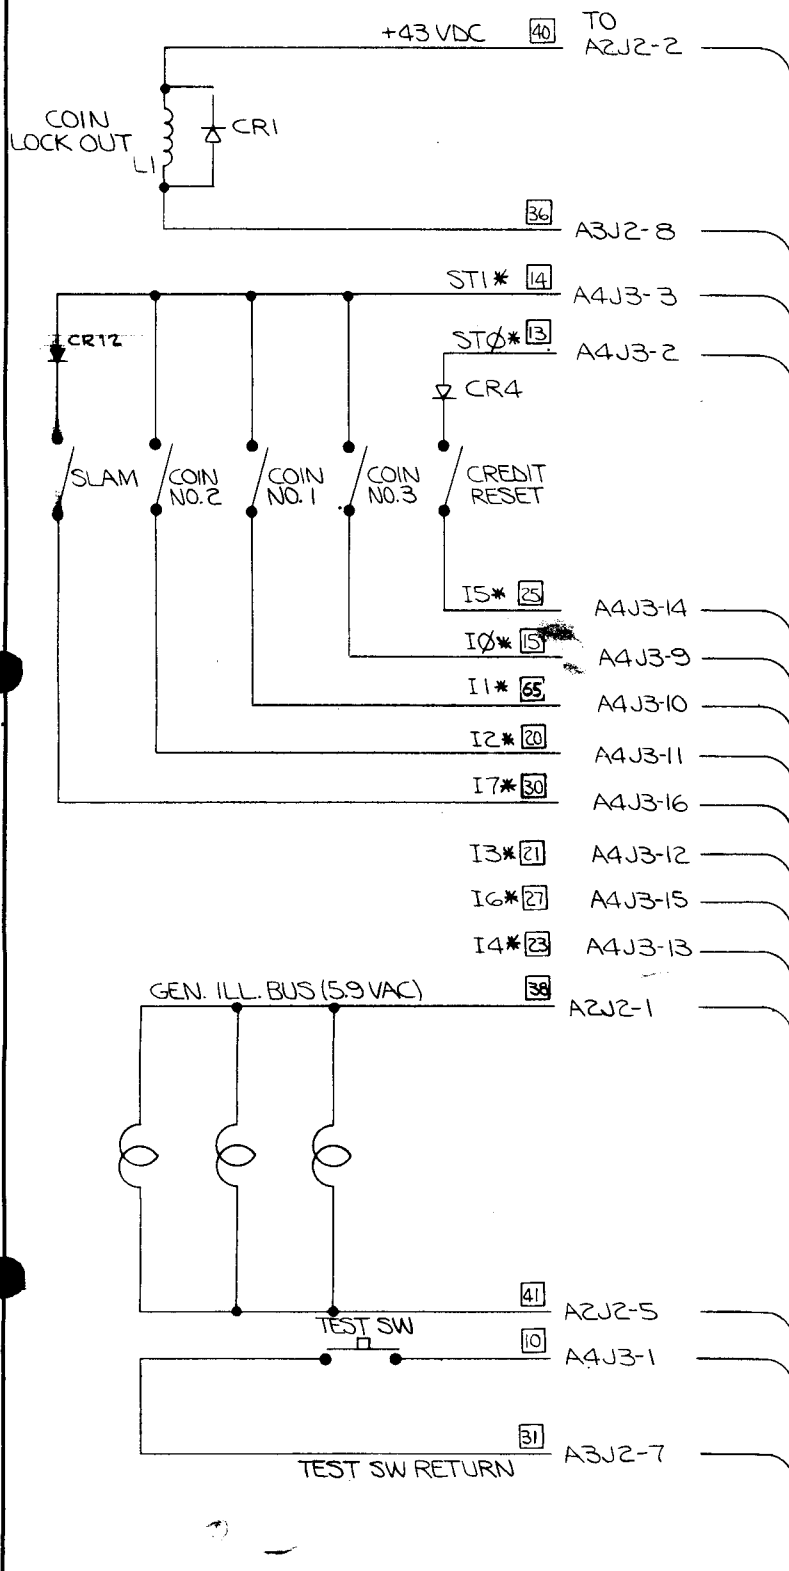 +43 VDC 40 TO
A2J2-2
COIN
LOCK OUT
L1
CR1
36 A3J2-8
ST1* 14 A4J3-3
STØ* 13 A4J3-2
CR12
CR4
SLAM
COIN
NO.2
COIN
NO.1
COIN
NO.3
CREDIT
RESET
I5* 25 A4J3-14
IØ* 15 A4J3-9
I1* 65 A4J3-10
I2* 20 A4J3-11
I7* 30 A4J3-16
I3* 21 A4J3-12
I6* 27 A4J3-15
I4* 23 A4J3-13
GEN. ILL. BUS (5.9 VAC) 38 A2J2-1
41 A2J2-5
TEST SW
10 A4J3-1
31 A3J2-7
TEST SW RETURN